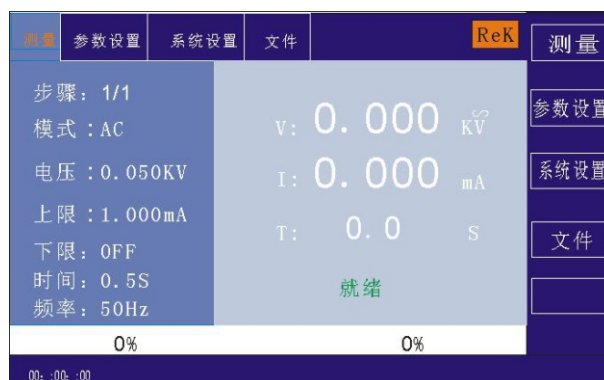 测量 参数设置 系统设置 文件 ReK 测量
步骤：1/1
模式：AC
V: 0.000 KV
参数设置
电压：0.050KV
I: 0.000 mA
系统设置
上限：1.000mA
T: 0.0 S
文件
下限：OFF
时间：0.5S
就绪
频率：50Hz
0% 0%
00: :00: :00